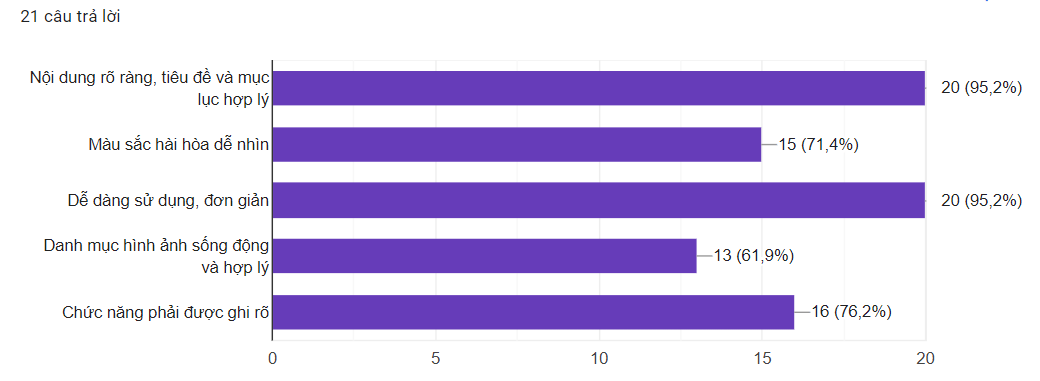 21 câu trả lời
Nội dung rõ ràng, tiêu đề và mục
lục hợp lý
20 (95,2%)
Màu sắc hài hòa dễ nhìn
15 (71,4%)
Dễ dàng sử dụng, đơn giản
20 (95,2%)
Danh mục hình ảnh sống động
và hợp lý
13 (61,9%)
Chức năng phải được ghi rõ
16 (76,2%)
0 5 10 15 20